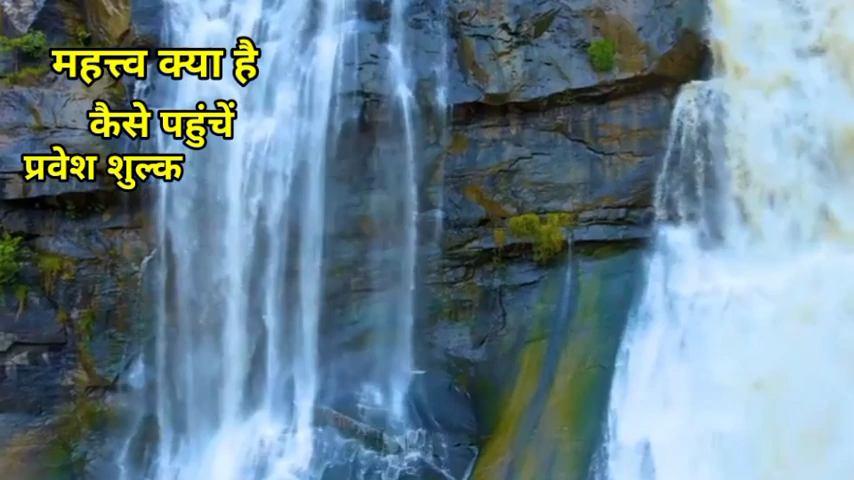 महत्त्व क्या है
कैसे पहुंचें
प्रवेश शुल्क